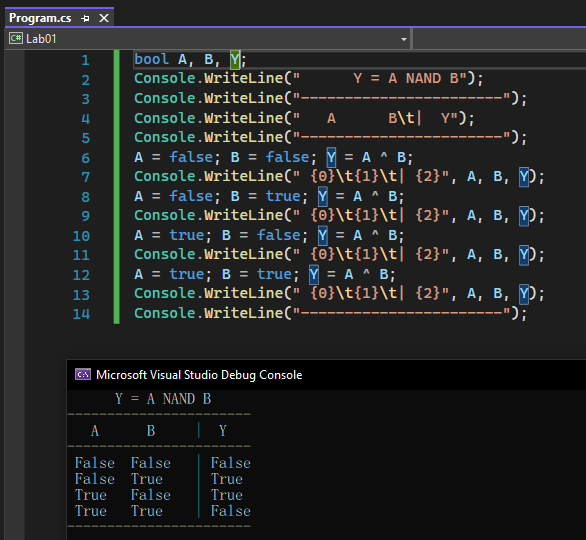 Program.cs
C# Lab01
1 bool A, B, Y;
2 Console.WriteLine("      Y = A NAND B");
3 Console.WriteLine("-----------------------");
4 Console.WriteLine("   A      B\t|  Y");
5 Console.WriteLine("-----------------------");
6 A = false; B = false; Y = A ^ B;
7 Console.WriteLine(" {0}\t{1}\t| {2}", A, B, Y);
8 A = false; B = true; Y = A ^ B;
9 Console.WriteLine(" {0}\t{1}\t| {2}", A, B, Y);
10 A = true; B = false; Y = A ^ B;
11 Console.WriteLine(" {0}\t{1}\t| {2}", A, B, Y);
12 A = true; B = true; Y = A ^ B;
13 Console.WriteLine(" {0}\t{1}\t| {2}", A, B, Y);
14 Console.WriteLine("-----------------------");
Microsoft Visual Studio Debug Console
Y = A NAND B
-----------------------
A B | Y
-----------------------
False False | False
False True | True
True False | True
True True | False
-----------------------